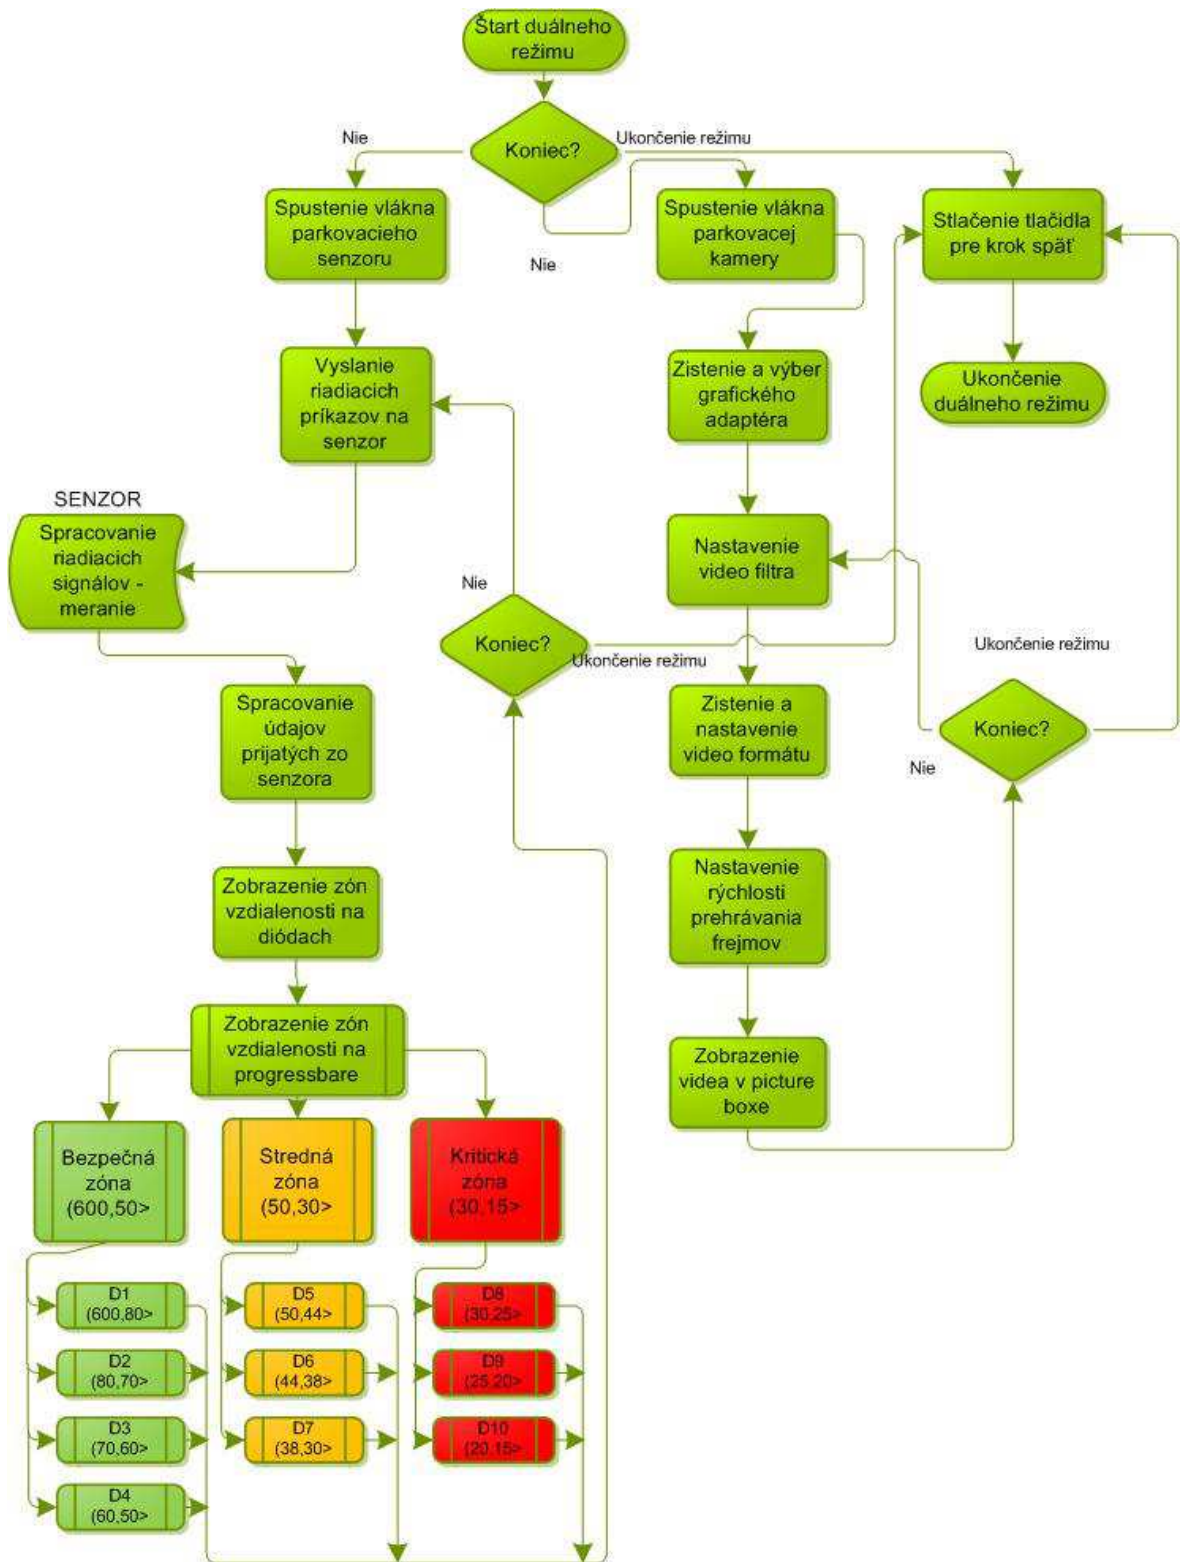 Štart duálneho
režimu
Koniec?
Nie
Ukončenie režimu
Nie
Spustenie vlákna
parkovacieho
senzoru
Spustenie vlákna
parkovacej
kamery
Stlačenie tlačidla
pre krok späť
Vyslanie
riadiacich
príkazov na
senzor
Zistenie a výber
grafického
adaptéra
Ukončenie
duálneho režimu
SENZOR
Spracovanie
riadiacich
signálov -
meranie
Nastavenie
video filtra
Nie
Koniec?
Ukončenie režimu
Ukončenie režimu
Koniec?
Nie
Spracovanie
údajov
prijatých zo
senzora
Zistenie a
nastavenie
video formátu
Zobrazenie zón
vzdialenosti na
diódach
Nastavenie
rýchlosti
prehrávania
frejmov
Zobrazenie zón
vzdialenosti na
progressbare
Zobrazenie
videa v picture
boxe
Bezpečná
zóna
(600,50>
Stredná
zóna
(50,30>
Kritická
zóna
(30,15>
D1
(600,80>
D2
(80,70>
D3
(70,60>
D4
(60,50>
D5
(50,44>
D6
(44,38>
D7
(38,30>
D8
(30,25>
D9
(25,20>
D10
(20,15>